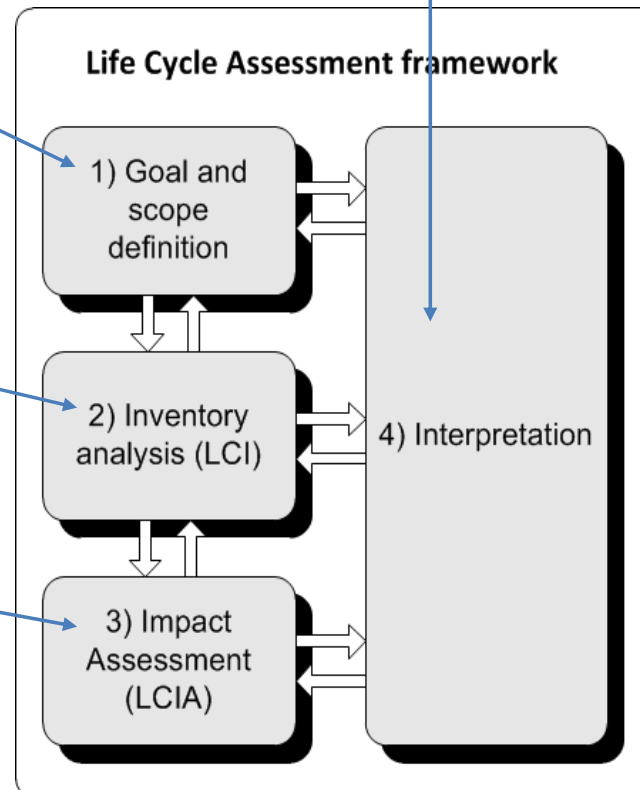 Life Cycle Assessment framework
1) Goal and
scope
definition
2) Inventory
analysis (LCI)
4) Interpretation
3) Impact
Assessment
(LCIA)